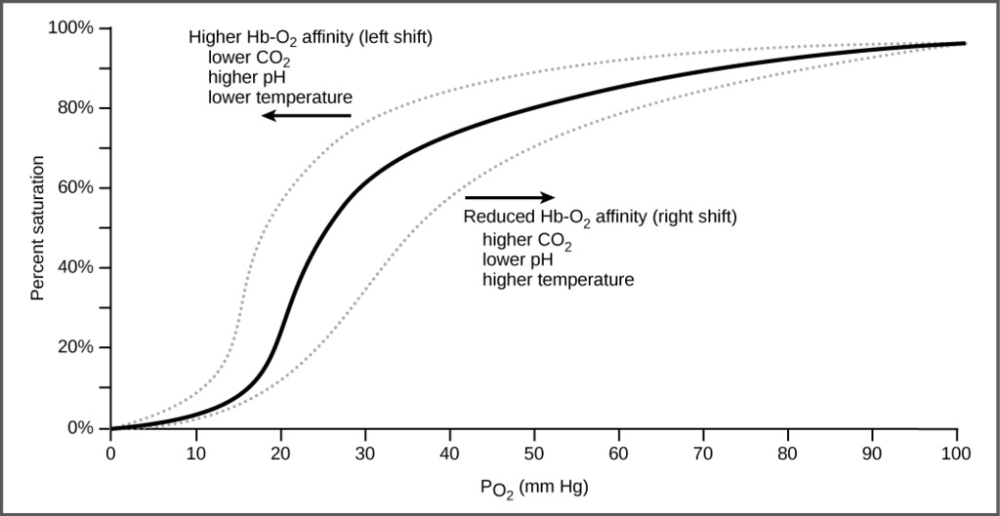 100%
80%
60%
40%
20%
0%
Percent saturation
Higher Hb-O2 affinity (left shift)
lower CO2
higher pH
lower temperature
Reduced Hb-O2 affinity (right shift)
higher CO2
lower pH
higher temperature
0 10 20 30 40 50 60 70 80 90 100
PO2 (mm Hg)